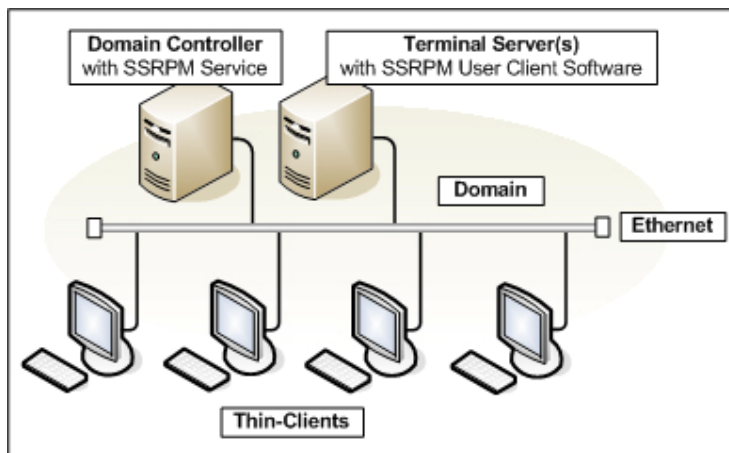 Domain Controller
with SSRPM Service
Terminal Server(s)
with SSRPM User Client Software
Domain
Ethernet
Thin-Clients